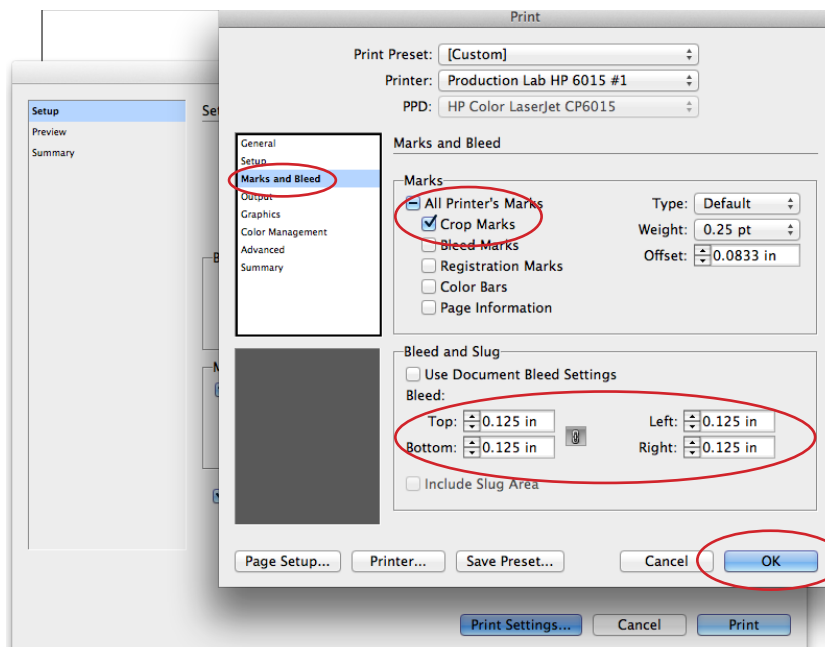 Print
Print Preset: [Custom]
Printer: Production Lab HP 6015 #1
PPD: HP Color LaserJet CP6015
Setup
Preview
Summary
General
Setup
Marks and Bleed
Output
Graphics
Color Management
Advanced
Summary
Marks and Bleed
Marks
All Printer's Marks
Crop Marks
Bleed Marks
Registration Marks
Color Bars
Page Information
Type: Default
Weight: 0.25 pt
Offset: 0.0833 in
Bleed and Slug
Use Document Bleed Settings
Bleed:
Top: 0.125 in Left: 0.125 in
Bottom: 0.125 in Right: 0.125 in
Include Slug Area
Page Setup... Printer... Save Preset... Cancel OK
Print Settings... Cancel Print